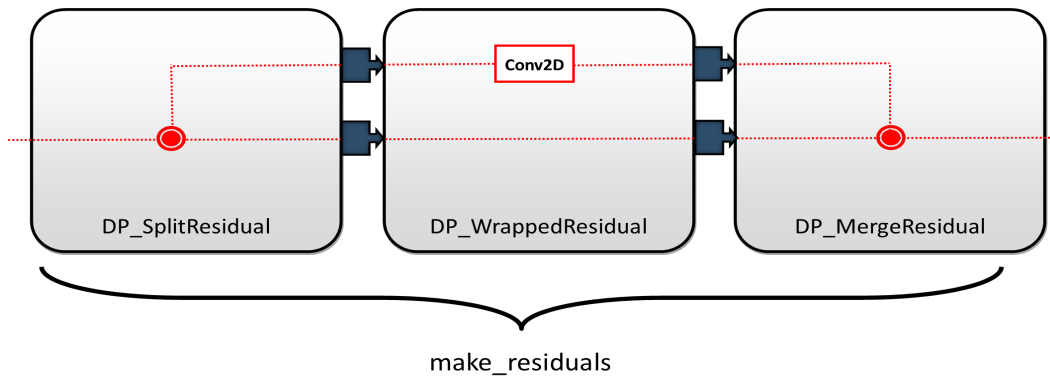 Conv2D
DP_SplitResidual
DP_WrappedResidual
DP_MergeResidual
make_residuals